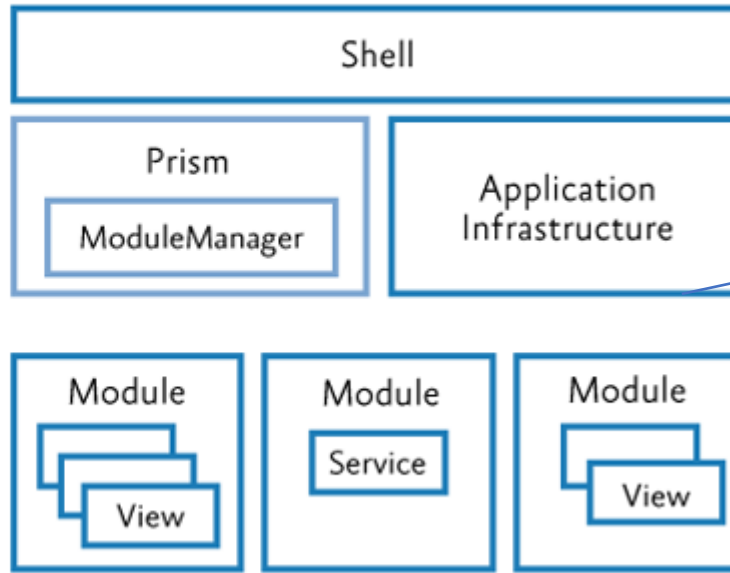 Shell
Prism
ModuleManager
Application
Infrastructure
Module
View
Module
Service
Module
View